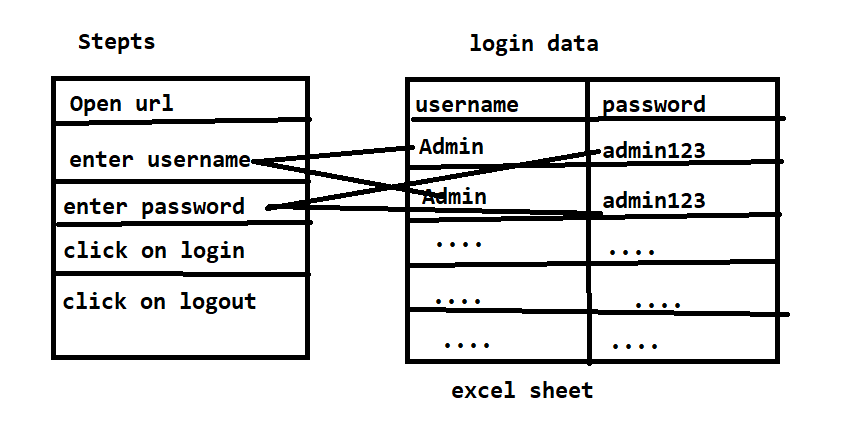 Stepts
login data
Open url
enter username
enter password
click on login
click on logout
username password
Admin admin123
Admin admin123
.... ....
.... ....
.... ....
excel sheet